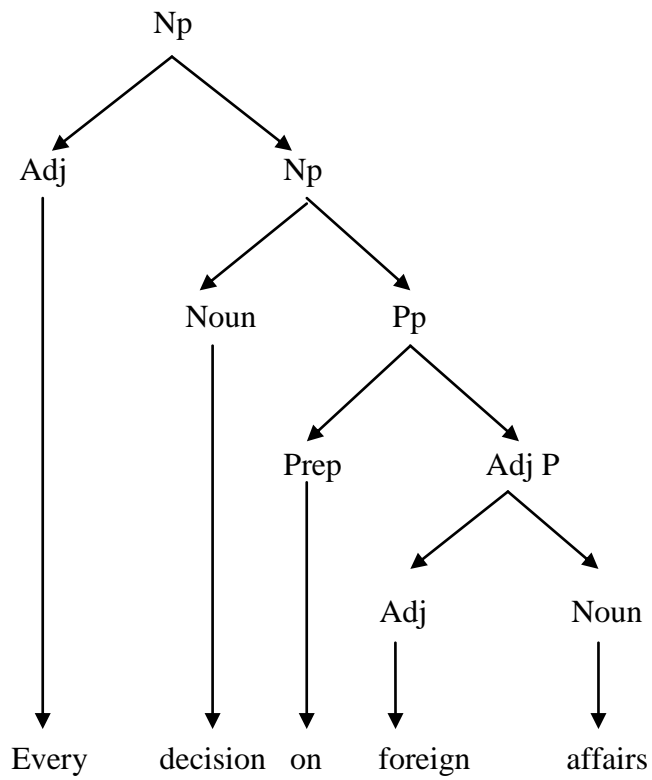 Np
Adj Np
Noun Pp
Prep Adj P
Adj Noun
Every decision on foreign affairs